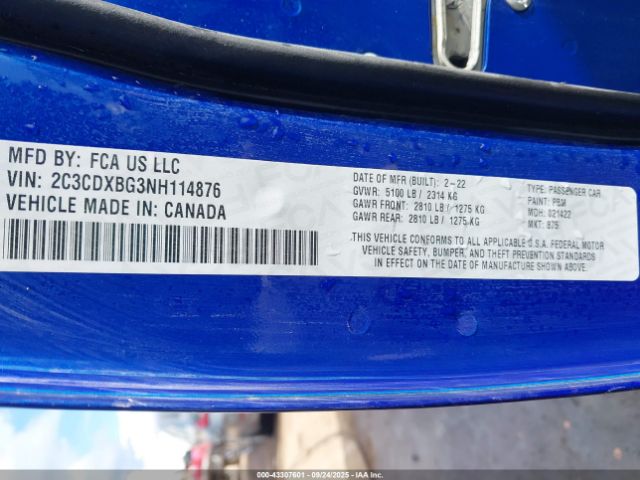 MFD BY: FCA US LLC
VIN: 2C3CDXBG3NH114876
VEHICLE MADE IN: CANADA
DATE OF MFR (BUILT): 2-22
GVWR: 5100 LB/ 2314 KG
GAWR FRONT: 2810 LB/ 1275 KG
GAWR REAR: 2810 LB/ 1275 KG
TYPE: PASSENGER CAR
PAINT: PBM
MDH: 021422
MKT: 875
THIS VEHICLE CONFORMS TO ALL APPLICABLE U.S.A. FEDERAL MOTOR
VEHICLE SAFETY, BUMPER, AND THEFT PREVENTION STANDARDS
IN EFFECT ON THE DATE OF MANUFACTURE SHOWN ABOVE.
000-43307601 - 09/24/2025 - IAAI.COM